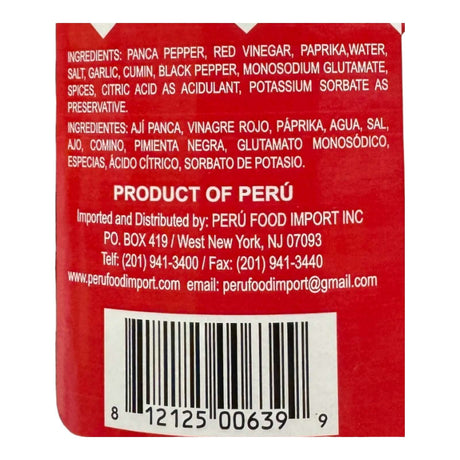 INGREDIENTS: PANCA PEPPER, RED VINEGAR, PAPRIKA,WATER,
SALT, GARLIC, CUMIN, BLACK PEPPER, MONOSODIUM GLUTAMATE,
SPICES, CITRIC ACID AS ACIDULANT, POTASSIUM SORBATE AS
PRESERVATIVE.
INGREDIENTES: AJÍ PANCA, VINAGRE ROJO, PÁPRIKA, AGUA, SAL,
AJO, COMINO, PIMIENTA NEGRA, GLUTAMATO MONOSÓDICO,
ESPECIAS, ÁCIDO CÍTRICO, SORBATO DE POTASIO.
PRODUCT OF PERÚ
Imported and Distributed by: PERÚ FOOD IMPORT INC
P.O. BOX 419 / West New York, NJ 07093
Telf: (201) 941-3400 / Fax: (201) 941-3440
www.perufoodimport.com email: perufoodimport@gmail.com
8 12125 00639 9